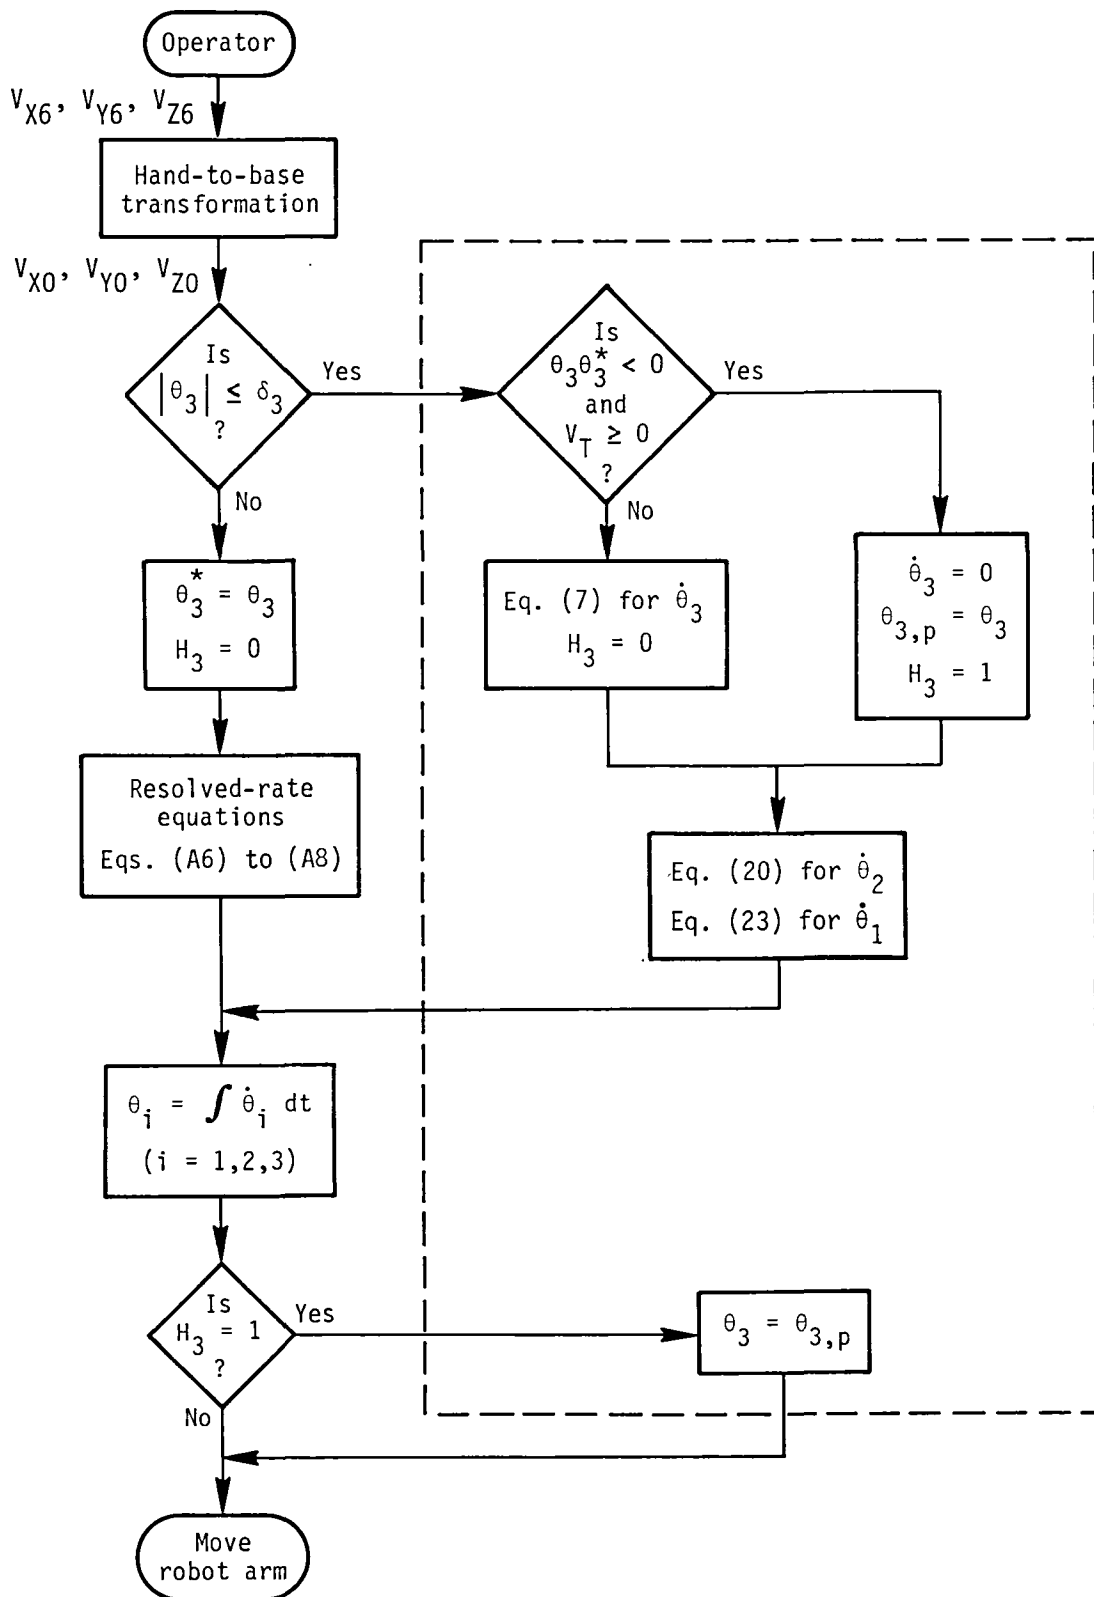 Operator
V_X6, V_Y6, V_Z6
Hand-to-base
transformation
V_X0, V_Y0, V_Z0
Is
|θ_3| ≤ δ_3
?
Yes
No
Is
θ_3θ_3^* < 0
and
V_T ≥ 0
?
Yes
No
θ_3^* = θ_3
H_3 = 0
Eq. (7) for θ̇_3
H_3 = 0
θ̇_3 = 0
θ_3,p = θ_3
H_3 = 1
Resolved-rate
equations
Eqs. (A6) to (A8)
Eq. (20) for θ̇_2
Eq. (23) for θ̇_1
θ_i = ∫ θ̇_i dt
(i = 1,2,3)
Is
H_3 = 1
?
Yes
No
θ_3 = θ_3,p
Move
robot arm